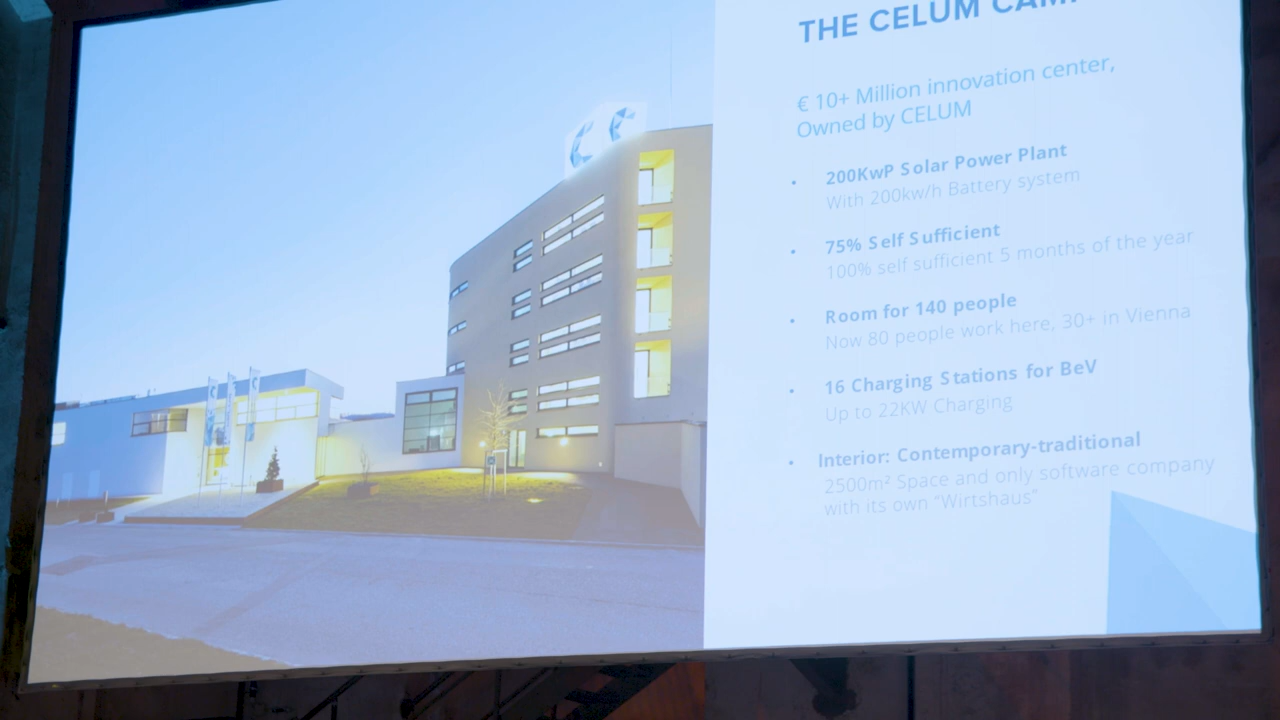 THE CELUM
€ 10+ Million innovation center,
Owned by CELUM
• 200KwP Solar Power Plant
With 200kw/h Battery system
• 75% Self Sufficient
100% self sufficient 5 months of the year
• Room for 140 people
Now 80 people work here, 30+ in Vienna
• 16 Charging Stations for BeV
Up to 22KW Charging
• Interior: Contemporary-traditional
2500m² Space and only software company
with its own “Wirtshaus”